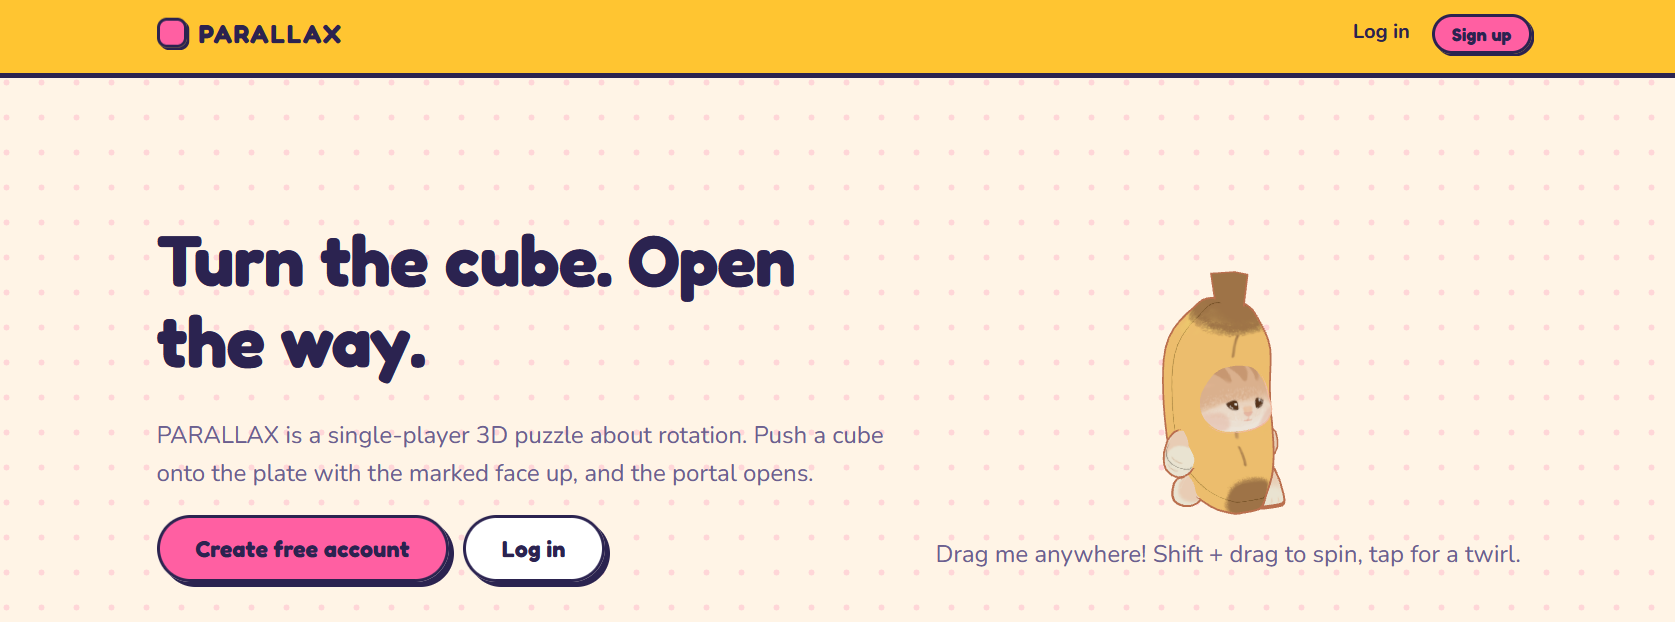 PARALLAX
Log in
Sign up
Turn the cube. Open
the way.
PARALLAX is a single-player 3D puzzle about rotation. Push a cube
onto the plate with the marked face up, and the portal opens.
Create free account
Log in
Drag me anywhere! Shift + drag to spin, tap for a twirl.